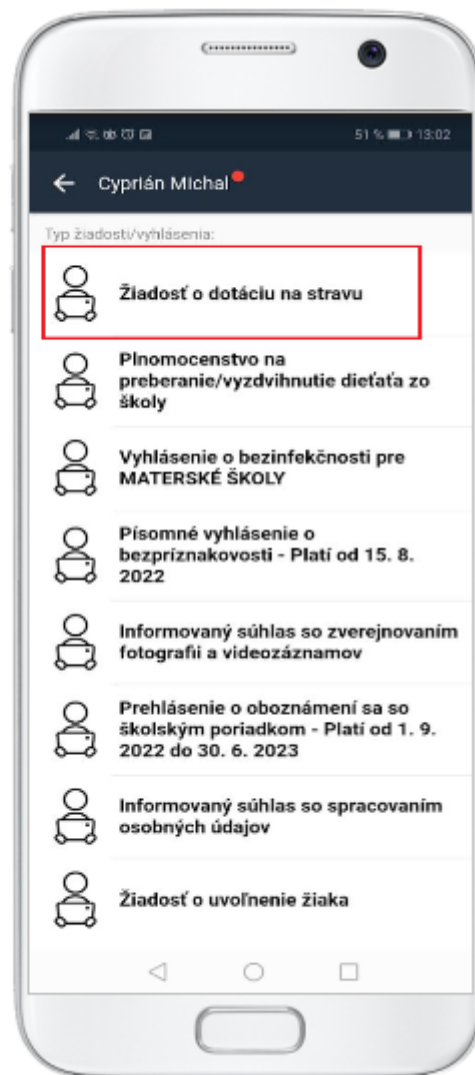 51 % 13:02
Cyprián Michal
Typ žiadosti/vyhlásenia:
Žiadosť o dotáciu na stravu
Plnomocenstvo na
preberanie/vyzdvihnutie dieťaťa zo
školy
Vyhlásenie o bezinfekčnosti pre
MATERSKÉ ŠKOLY
Písomné vyhlásenie o
bezpríznakovosti - Platí od 15. 8.
2022
Informovaný súhlas so zverejnovaním
fotografii a videozáznamov
Prehlásenie o oboznámení sa so
školským poriadkom - Platí od 1. 9.
2022 do 30. 6. 2023
Informovaný súhlas so spracovaním
osobných údajov
Žiadosť o uvoľnenie žiaka